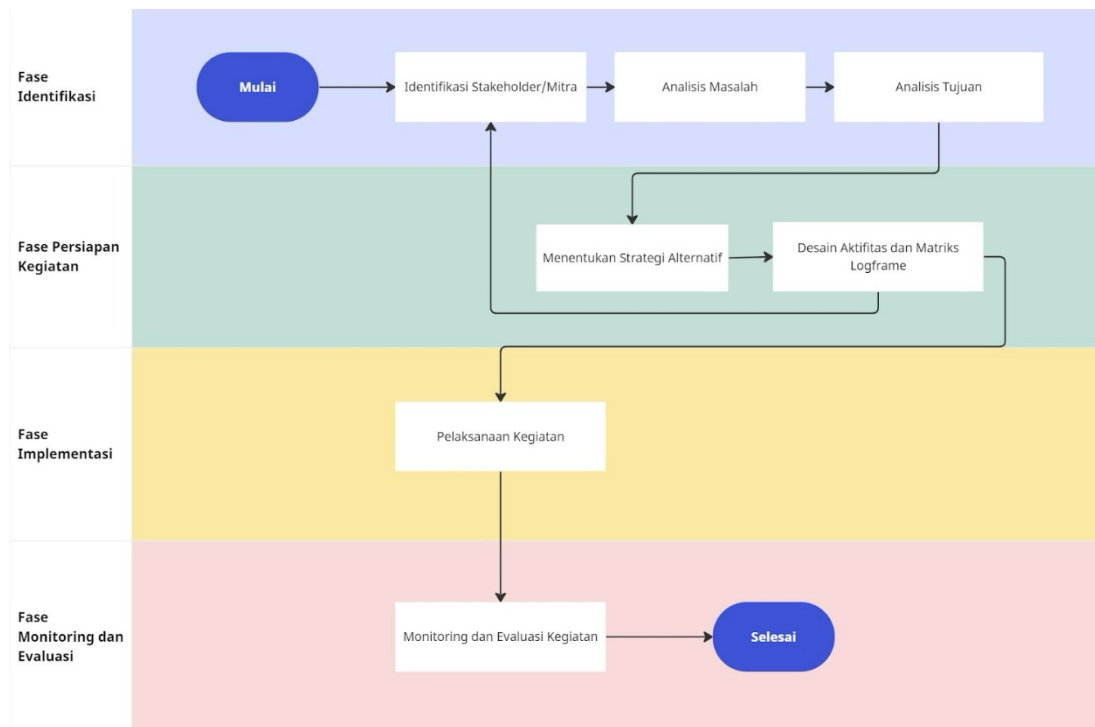 Fase
Identifikasi
Mulai
Identifikasi Stakeholder/Mitra
Analisis Masalah
Analisis Tujuan
Fase Persiapan
Kegiatan
Menentukan Strategi Alternatif
Desain Aktifitas dan Matriks
Logframe
Fase
Implementasi
Pelaksanaan Kegiatan
Fase
Monitoring dan
Evaluasi
Monitoring dan Evaluasi Kegiatan
Selesai